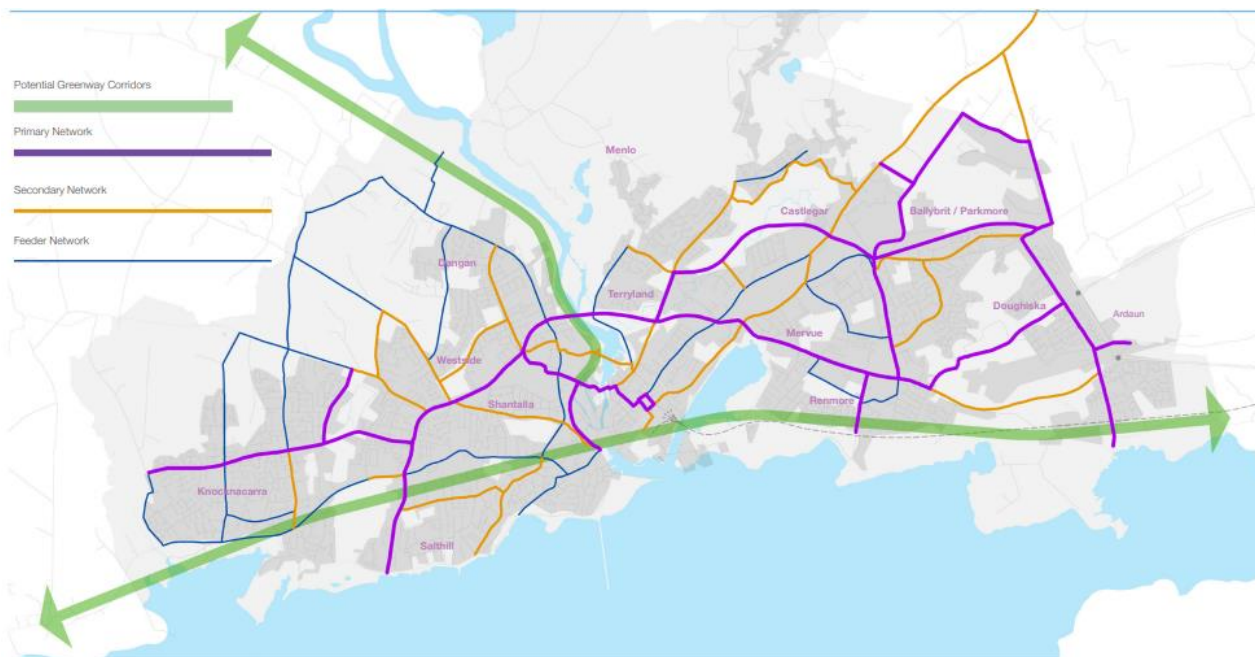 Potential Greenway Corridors
Primary Network
Secondary Network
Feeder Network
Menlo
Castlegar
Ballybrit / Parkmore
Dangan
Terryland
Doughiska
Ardaun
Mervue
Westside
Shantalla
Renmore
Knocknacarra
Salthill